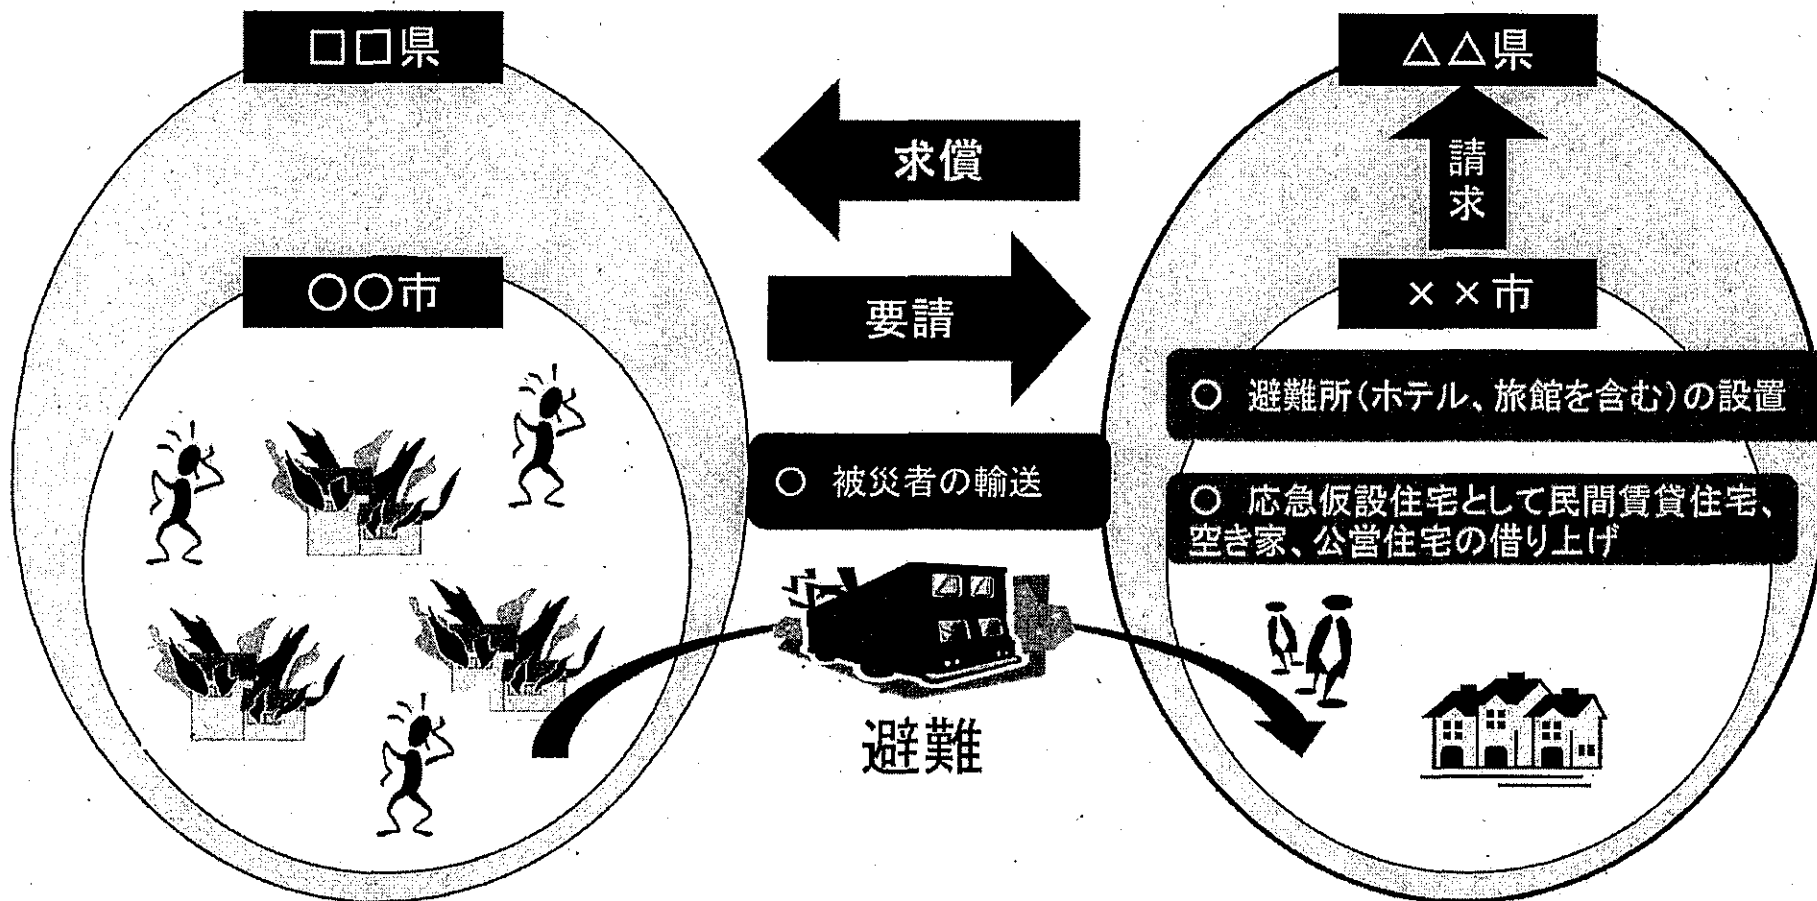 □□県
〇〇市
求償
要請
○ 被災者の輸送
避難
△△県
請求
××市
○ 避難所(ホテル、旅館を含む)の設置
○ 応急仮設住宅として民間賃貸住宅、
空き家、公営住宅の借り上げ